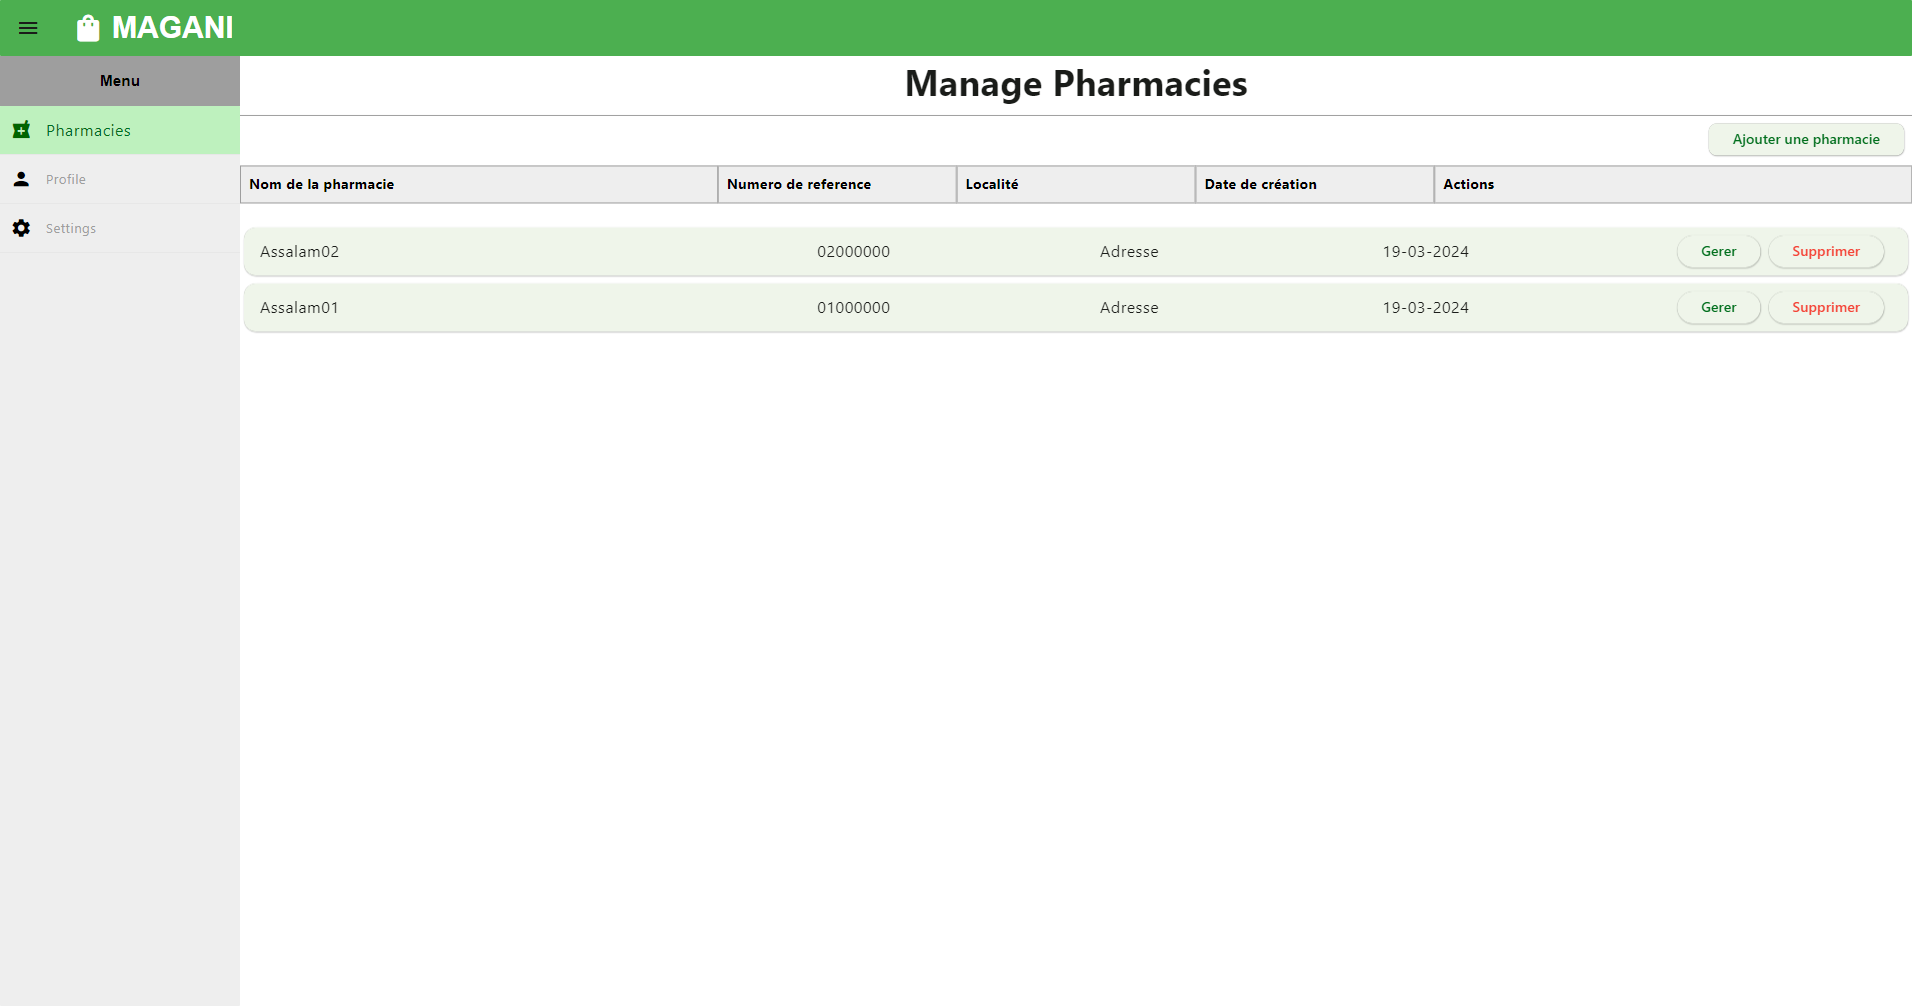 MAGANI
Menu
Manage Pharmacies
Pharmacies
Profile
Settings
Ajouter une pharmacie
Nom de la pharmacie Numero de reference Localité Date de création Actions
Assalam02 02000000 Adresse 19-03-2024 Gerer Supprimer
Assalam01 01000000 Adresse 19-03-2024 Gerer Supprimer